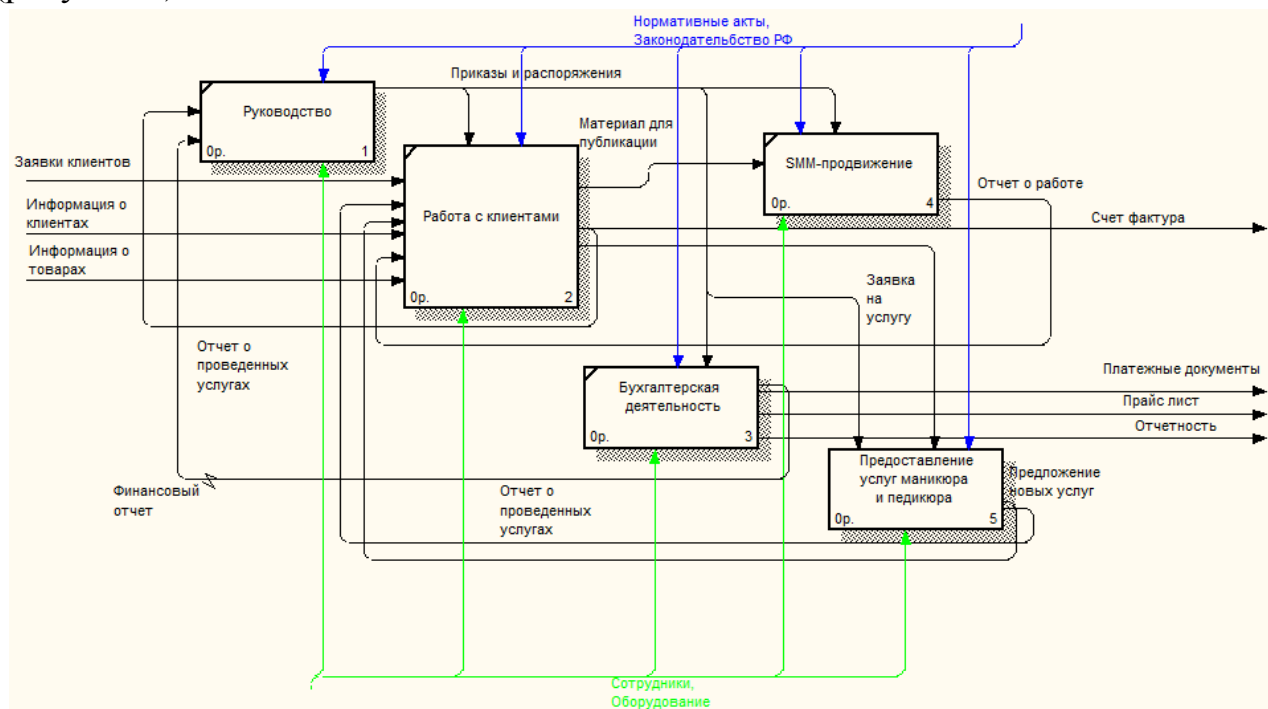 Нормативные акты,
Законодательбство РФ
Приказы и распоряжения
Руководство
0р. 1
Материал для
публикации
Заявки клиентов
SMM-продвижение
0р. 4
Отчет о работе
Информация о
клиентах
Работа с клиентами
0р. 2
Счет фактура
Информация о
товарах
Заявка
на
услугу
Отчет о
проведенных
услугах
Бухгалтерская
деятельность
0р. 3
Платежные документы
Прайс лист
Отчетность
Предоставление
услуг маникюра
и педикюра
0р. 5
Предложение
новых услуг
Финансовый
отчет
Отчет о
проведенных
услугах
Сотрудники,
Оборудование